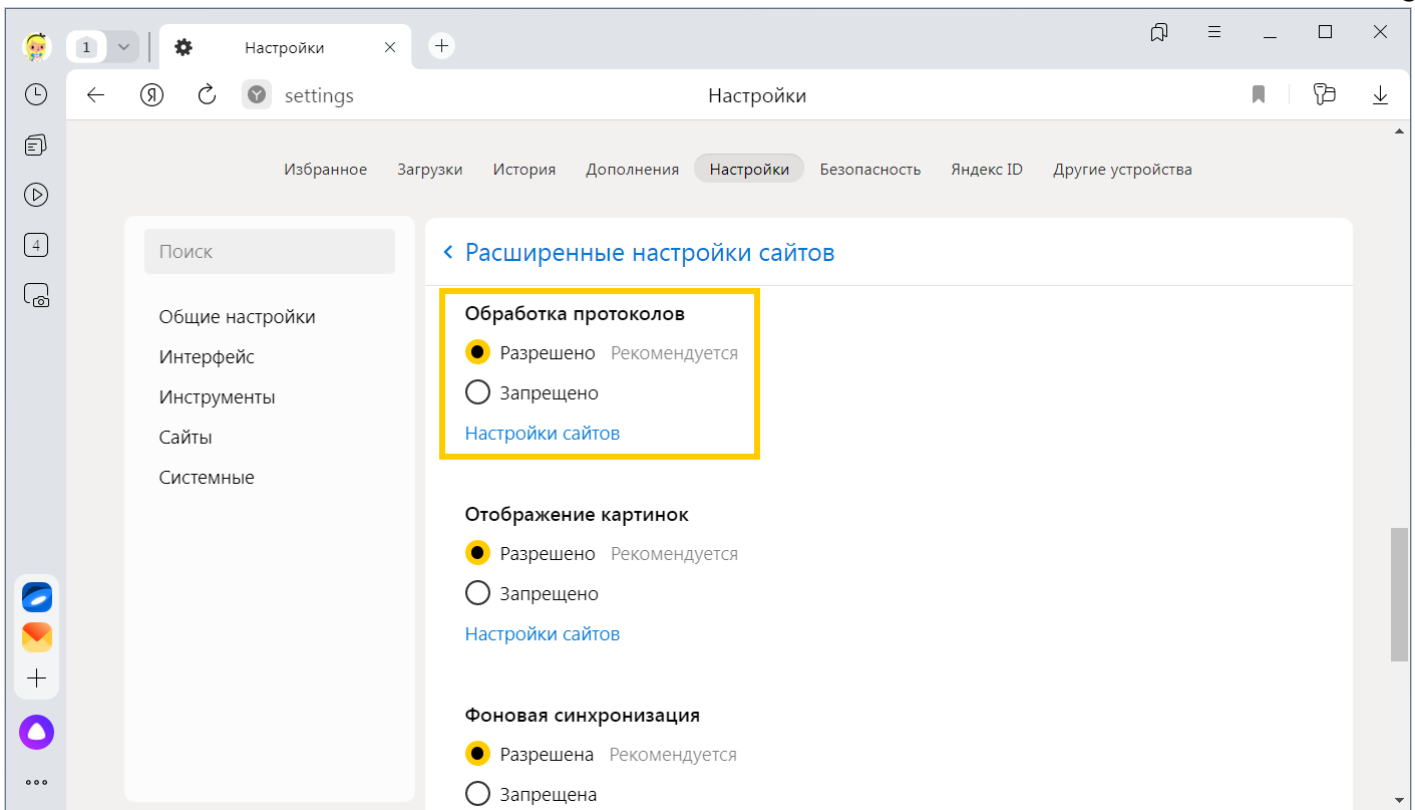 1
Настройки
settings
Настройки
Избранное Загрузки История Дополнения Настройки Безопасность Яндекс ID Другие устройства
4
Поиск
Общие настройки
Интерфейс
Инструменты
Сайты
Системные
Расширенные настройки сайтов
Обработка протоколов
Разрешено Рекомендуется
Запрещено
Настройки сайтов
Отображение картинок
Разрешено Рекомендуется
Запрещено
Настройки сайтов
Фоновая синхронизация
Разрешена Рекомендуется
Запрещена